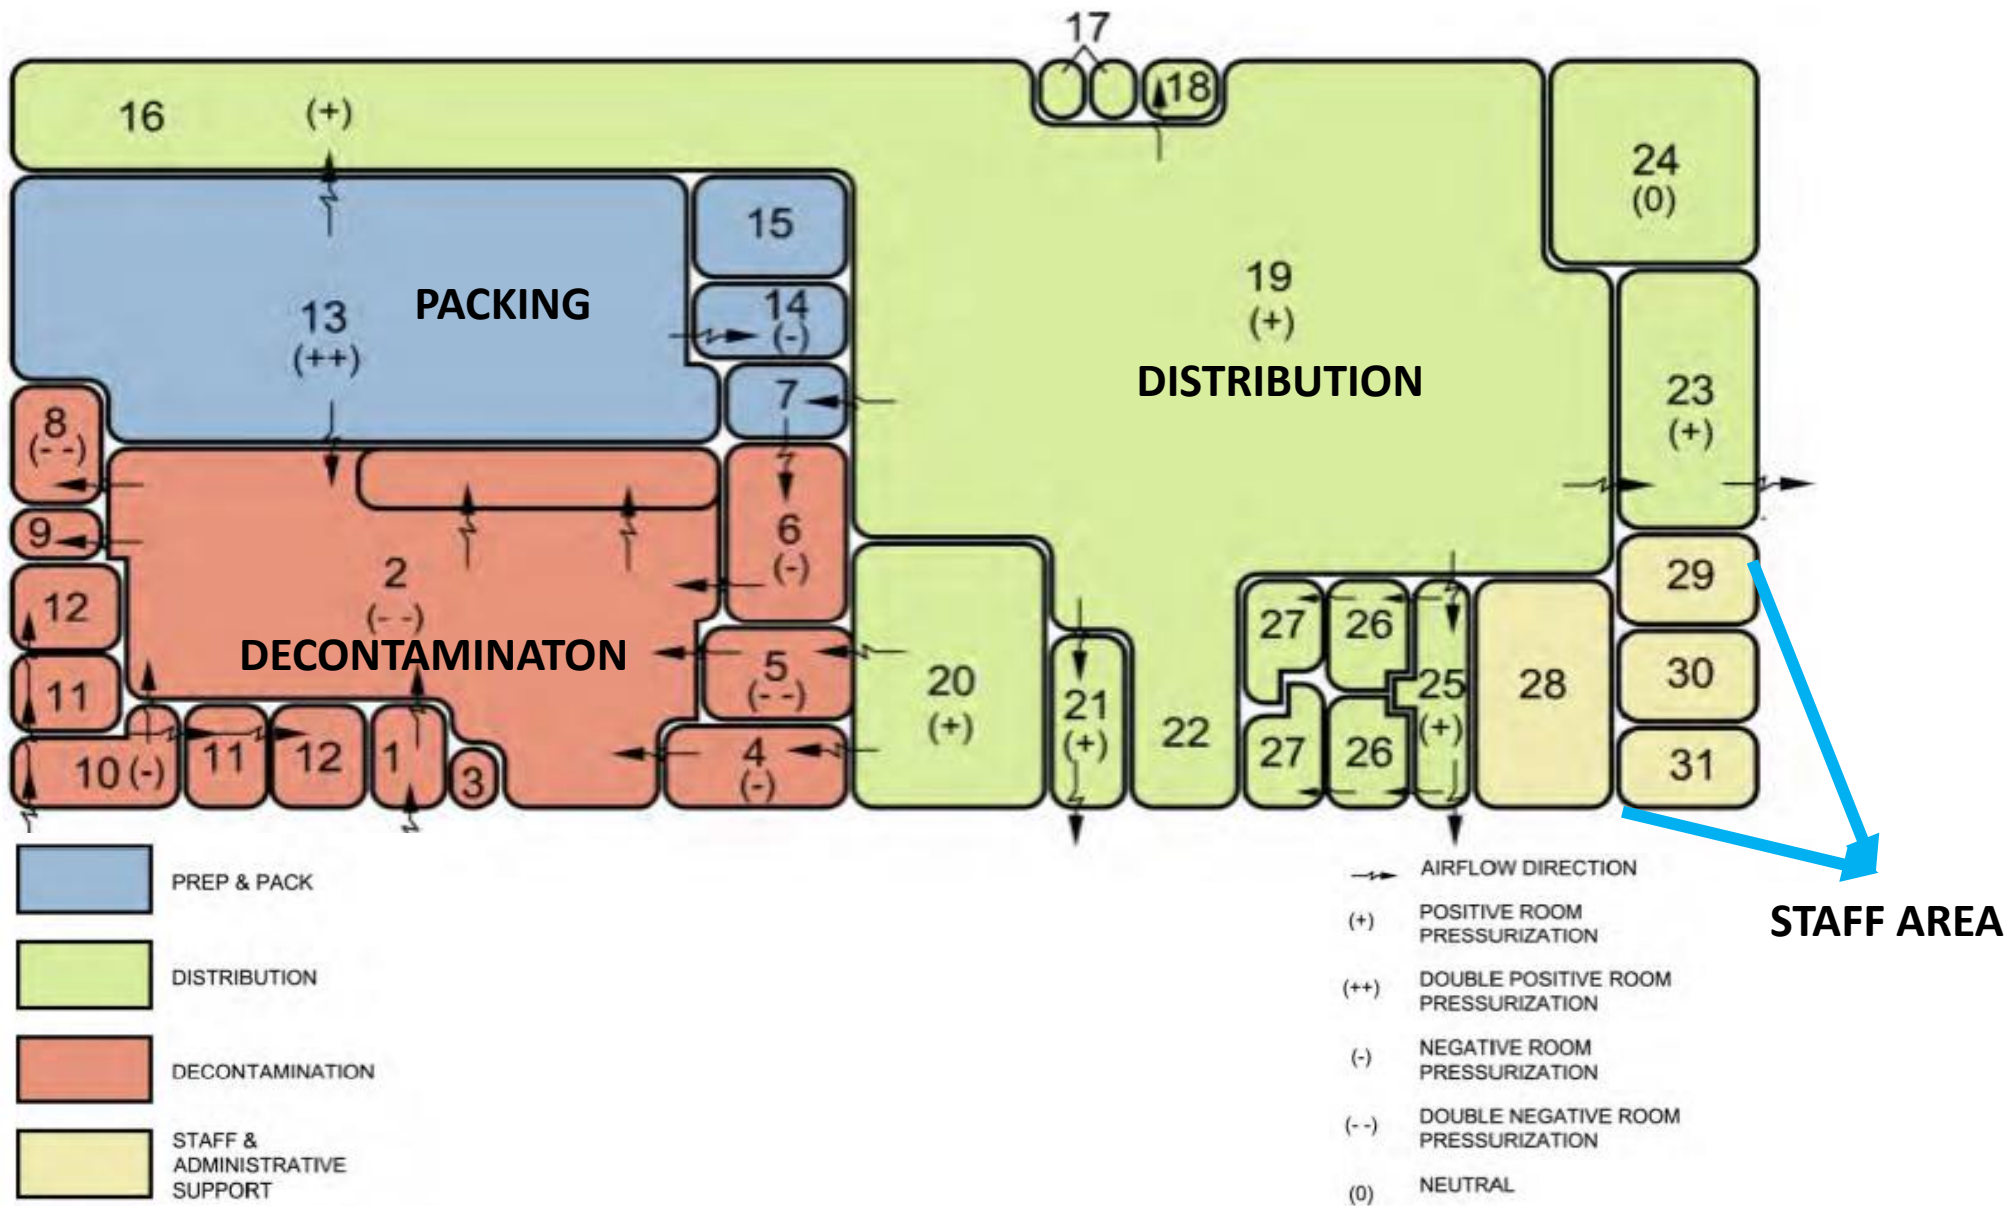 17
18
16 (+)
24
(0)
15
19
(+)
DISTRIBUTION
14
(-)
PACKING
13
(++)
7
23
(+)
8
(- -)
9
6
(-)
2
(- -)
DECONTAMINATON
12
11
5
(- -)
20
(+)
21
(+)
22
27
26
25
(+)
28
29
30
31
10 (-)
11
12
1
3
4
(-)
27
26
PREP & PACK
DISTRIBUTION
DECONTAMINATION
STAFF &
ADMINISTRATIVE
SUPPORT
AIRFLOW DIRECTION
(+) POSITIVE ROOM
PRESSURIZATION
(++) DOUBLE POSITIVE ROOM
PRESSURIZATION
(-) NEGATIVE ROOM
PRESSURIZATION
(- -) DOUBLE NEGATIVE ROOM
PRESSURIZATION
(0) NEUTRAL
STAFF AREA